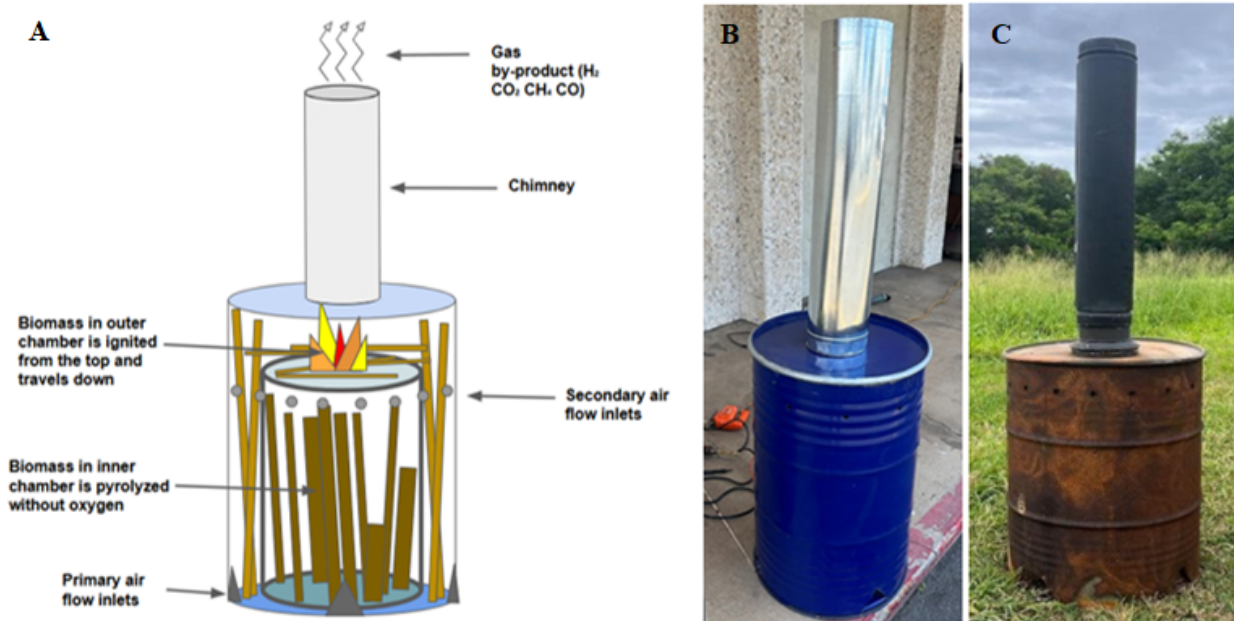 A
Gas
by-product (H₂
CO₂ CH₄ CO)
Chimney
Biomass in outer
chamber is ignited
from the top and
travels down
Secondary air
flow inlets
Biomass in inner
chamber is pyrolyzed
without oxygen
Primary air
flow inlets
B
C